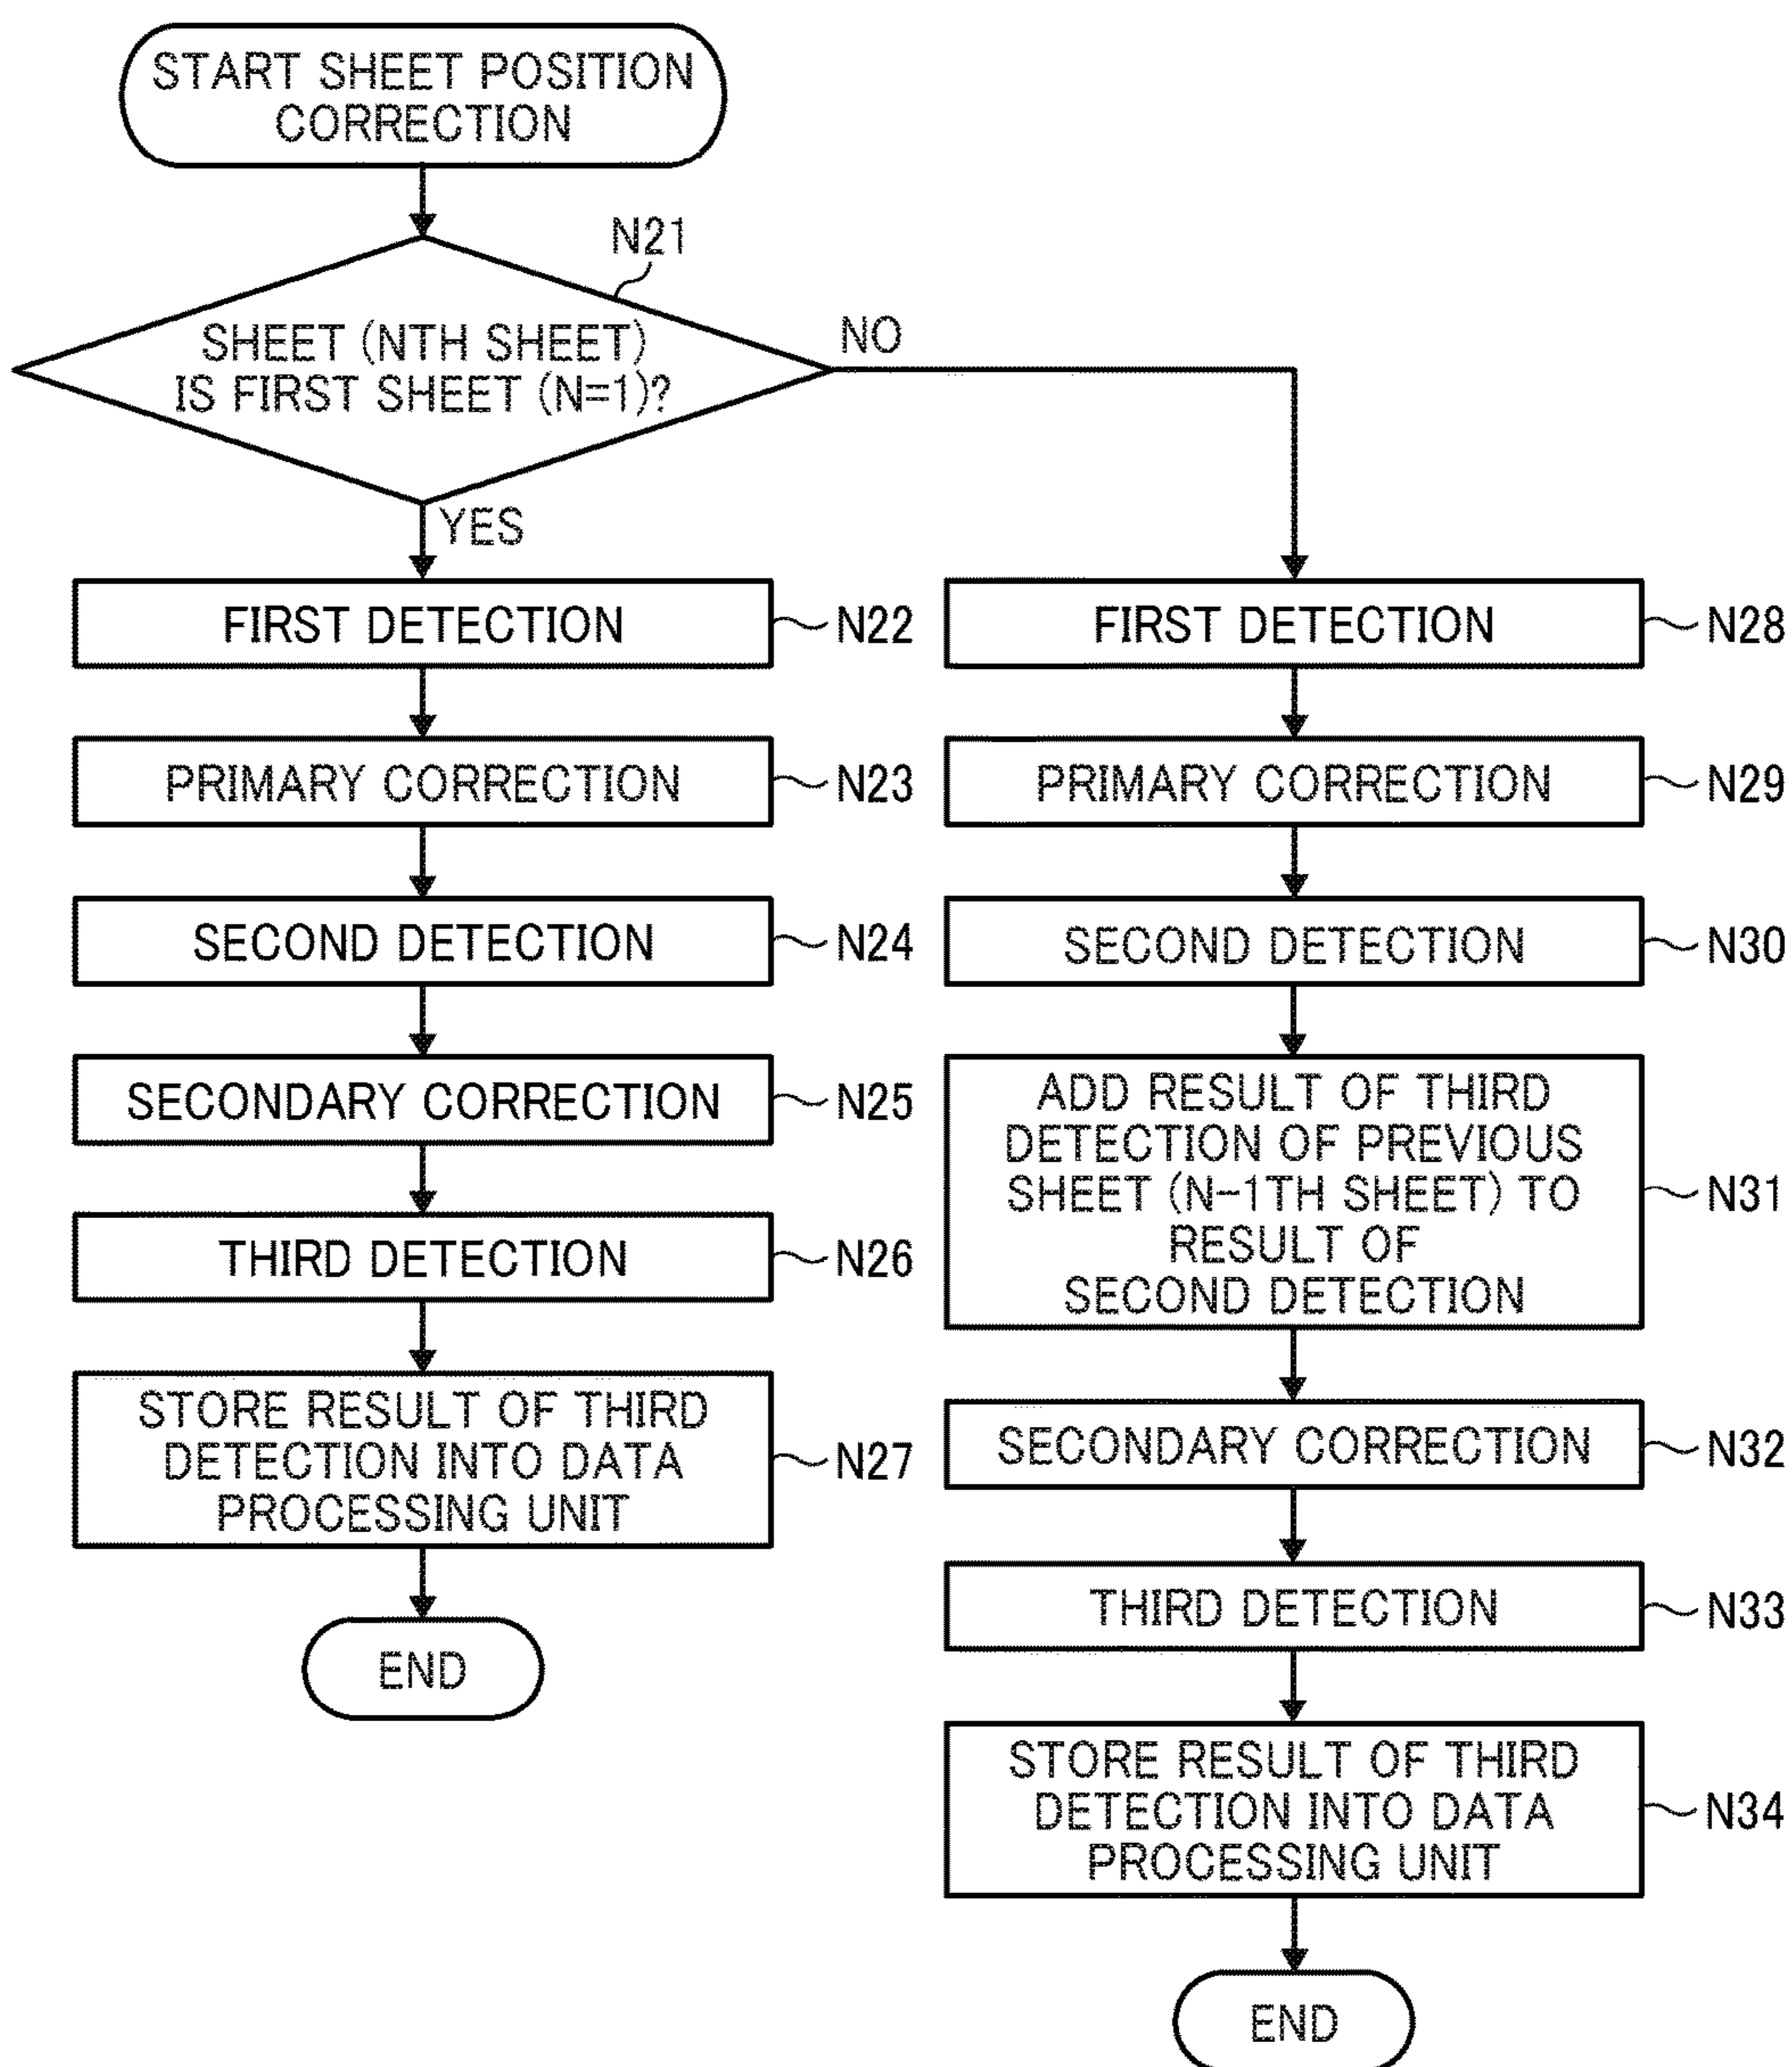 START SHEET POSITION
CORRECTION
N21
SHEET (NTH SHEET)
IS FIRST SHEET (N=1)?
NO
YES
FIRST DETECTION
N22
PRIMARY CORRECTION
N23
SECOND DETECTION
N24
SECONDARY CORRECTION
N25
THIRD DETECTION
N26
STORE RESULT OF THIRD
DETECTION INTO DATA
PROCESSING UNIT
N27
END
FIRST DETECTION
N28
PRIMARY CORRECTION
N29
SECOND DETECTION
N30
ADD RESULT OF THIRD
DETECTION OF PREVIOUS
SHEET (N-1TH SHEET) TO
RESULT OF
SECOND DETECTION
N31
SECONDARY CORRECTION
N32
THIRD DETECTION
N33
STORE RESULT OF THIRD
DETECTION INTO DATA
PROCESSING UNIT
N34
END